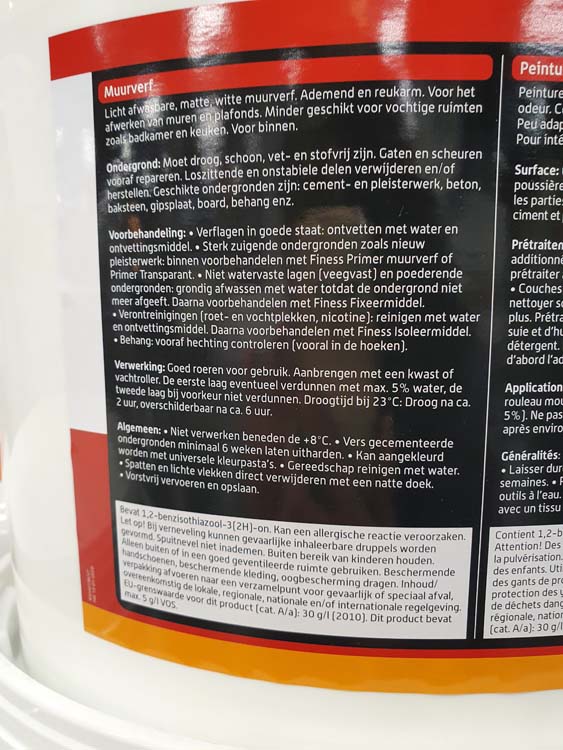 Muurverf
Licht afwasbare, matte, witte muurverf. Ademend en reukarm. Voor het
afwerken van muren en plafonds. Minder geschikt voor vochtige ruimten
zoals badkamer en keuken. Voor binnen.
Ondergrond: Moet droog, schoon, vet- en stofvrij zijn. Gaten en scheuren
vooraf repareren. Loszittende en onstabiele delen verwijderen en/of
herstellen. Geschikte ondergronden zijn: cement- en pleisterwerk, beton,
baksteen, gipsplaat, board, behang enz.
Voorbehandeling: • Verflagen in goede staat: ontvetten met water en
ontvettingsmiddel. • Sterk zuigende ondergronden zoals nieuw
pleisterwerk: binnen voorbehandelen met Finess Primer muurverf of
Primer Transparant. • Niet watervaste lagen (veegvast) en poederende
ondergronden: grondig afwassen met water totdat de ondergrond niet
meer afgeeft. Daarna voorbehandelen met Finess Fixeermiddel.
• Verontreinigingen (roet- en vochtplekken, nicotine): reinigen met water
en ontvettingsmiddel. Daarna voorbehandelen met Finess Isoleermiddel.
• Behang: vooraf hechting controleren (vooral in de hoeken).
Verwerking: Goed roeren voor gebruik. Aanbrengen met een kwast of
vachtroller. De eerste laag eventueel verdunnen met max. 5% water, de
tweede laag bij voorkeur niet verdunnen. Droogtijd bij 23°C: Droog na ca.
2 uur, overschilderbaar na ca. 6 uur.
Algemeen: • Niet verwerken beneden de +8°C. • Vers gecementeerde
ondergronden minimaal 6 weken laten uitharden. • Kan aangekleurd
worden met universele kleurpasta's. • Gereedschap reinigen met water.
• Spatten en lichte vlekken direct verwijderen met een natte doek.
• Vorstvrij vervoeren en opslaan.
Bevat 1,2-benzisothiazool-3(2H)-on. Kan een allergische reactie veroorzaken.
Let op! Bij verneveling kunnen gevaarlijke inhaleerbare druppels worden
gevormd. Spuitnevel niet inademen. Buiten bereik van kinderen houden.
Alleen buiten of in een goed geventileerde ruimte gebruiken. Beschermende
handschoenen, beschermende kleding, oogbescherming dragen. Inhoud/
verpakking afvoeren naar een verzamelpunt voor gevaarlijk of speciaal afval,
overeenkomstig de lokale, regionale, nationale en/of internationale regelgeving.
EU-grenswaarde voor dit product (cat. A/a): 30 g/l (2010). Dit product bevat
max. 5 g/l VOS.
Peintu
Peinture
odeur. C
Peu adap
Pour inté
Surface:
poussière
les partie
ciment et
Prétraiten
additionné
prétraiter
• Couches
nettoyer so
plus. Prétra
suie et d'hu
détergent.
d'abord l'ad
Application
rouleau mou
5%). Ne pas
après enviro
Généralités:
• Laisser dur
semaines. •
outils à l'eau.
avec un tissu
Contient 1,2-b
Attention! Des
la pulvérisation.
des enfants. Uti
des gants de pro
protection des y
de déchets dang
régionale, nation
(cat. A/a): 30 g/l